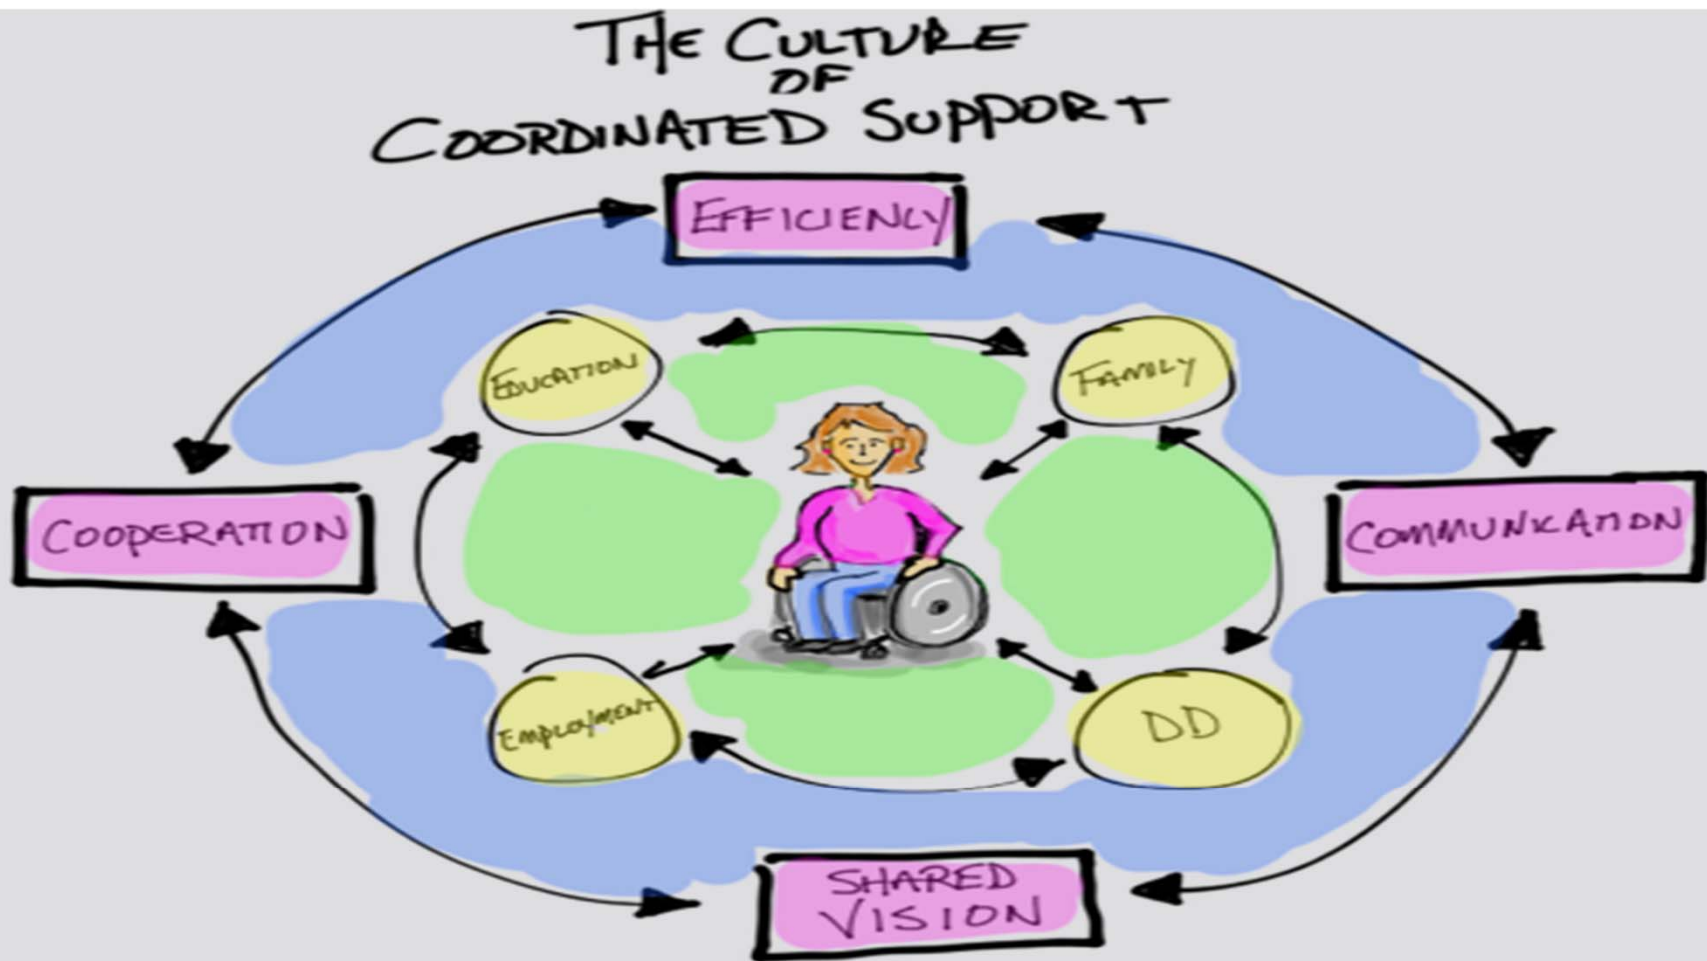 THE CULTURE
OF
COORDINATED SUPPORT
EFFICIENCY
EDUCATION
FAMILY
COOPERATION
COMMUNICATION
EMPLOYMENT
DD
SHARED
VISION